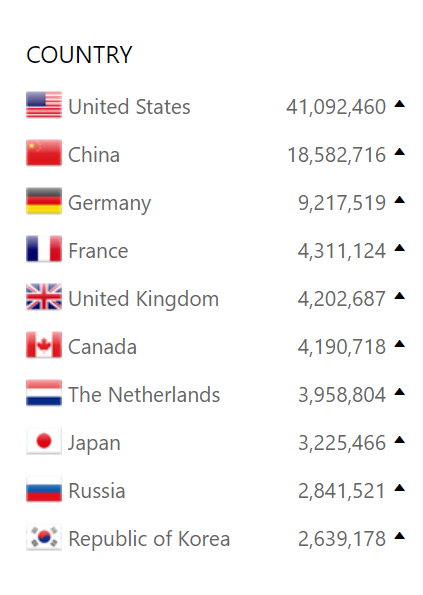 COUNTRY
United States 41,092,460
China 18,582,716
Germany 9,217,519
France 4,311,124
United Kingdom 4,202,687
Canada 4,190,718
The Netherlands 3,958,804
Japan 3,225,466
Russia 2,841,521
Republic of Korea 2,639,178